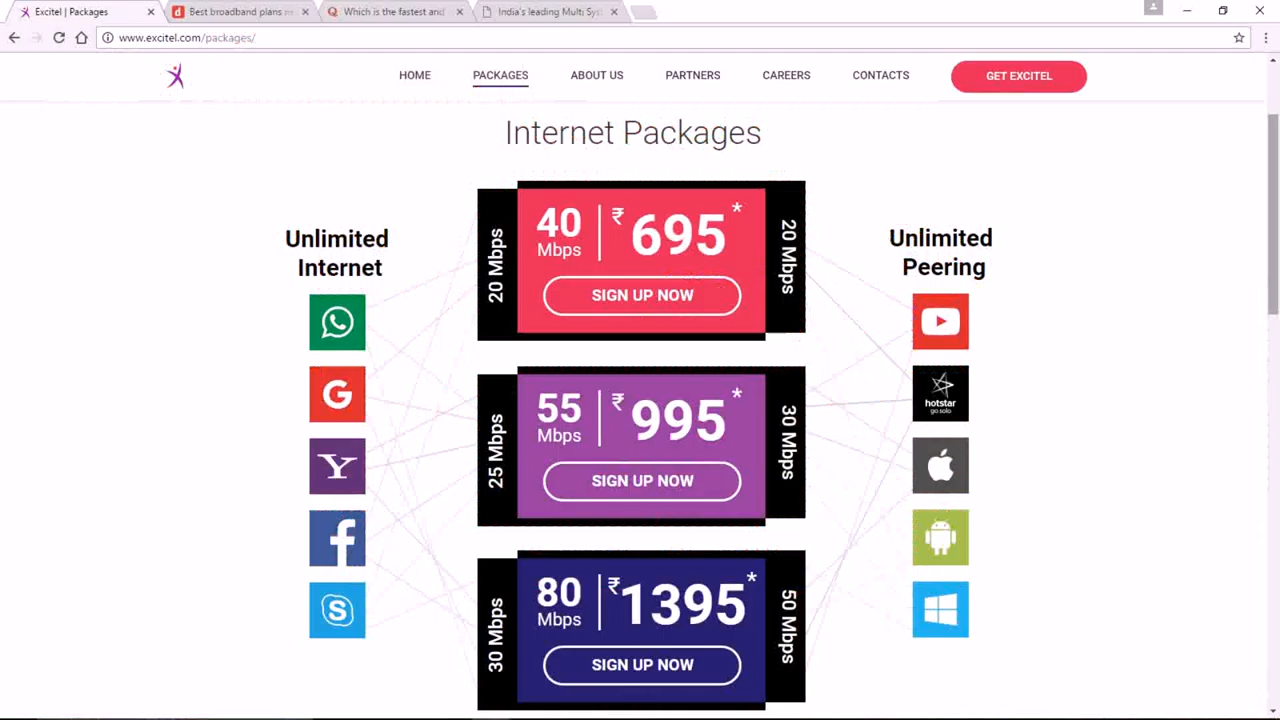 Excitel | Packages
Best broadband plans in
Which is the fastest and
India's leading Multi Sys
www.excitel.com/packages/
HOME
PACKAGES
ABOUT US
PARTNERS
CAREERS
CONTACTS
GET EXCITEL
Internet Packages
Unlimited
Internet
20 Mbps
40
Mbps
₹ 695*
SIGN UP NOW
20 Mbps
25 Mbps
55
Mbps
₹ 995*
SIGN UP NOW
30 Mbps
30 Mbps
80
Mbps
₹ 1395*
SIGN UP NOW
50 Mbps
Unlimited
Peering
hotstar
go solo